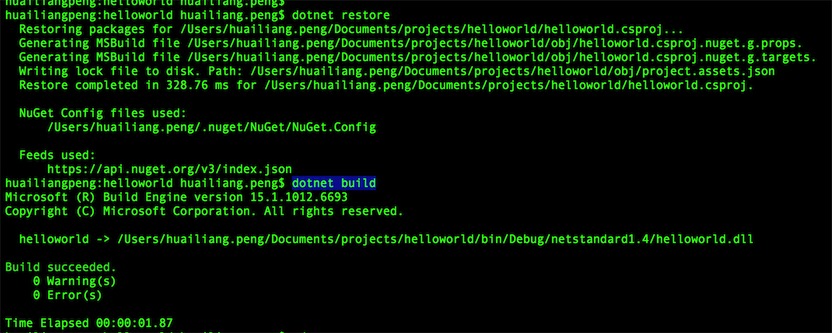 huailiangpeng:helloworld huailiang.peng$
huailiangpeng:helloworld huailiang.peng$ dotnet restore
  Restoring packages for /Users/huailiang.peng/Documents/projects/helloworld/helloworld.csproj...
  Generating MSBuild file /Users/huailiang.peng/Documents/projects/helloworld/obj/helloworld.csproj.nuget.g.props.
  Generating MSBuild file /Users/huailiang.peng/Documents/projects/helloworld/obj/helloworld.csproj.nuget.g.targets.
  Writing lock file to disk. Path: /Users/huailiang.peng/Documents/projects/helloworld/obj/project.assets.json
  Restore completed in 328.76 ms for /Users/huailiang.peng/Documents/projects/helloworld/helloworld.csproj.
  NuGet Config files used:
      /Users/huailiang.peng/.nuget/NuGet/NuGet.Config
  Feeds used:
      https://api.nuget.org/v3/index.json
huailiangpeng:helloworld huailiang.peng$ dotnet build
Microsoft (R) Build Engine version 15.1.1012.6693
Copyright (C) Microsoft Corporation. All rights reserved.
  helloworld -> /Users/huailiang.peng/Documents/projects/helloworld/bin/Debug/netstandard1.4/helloworld.dll
Build succeeded.
    0 Warning(s)
    0 Error(s)
Time Elapsed 00:00:01.87